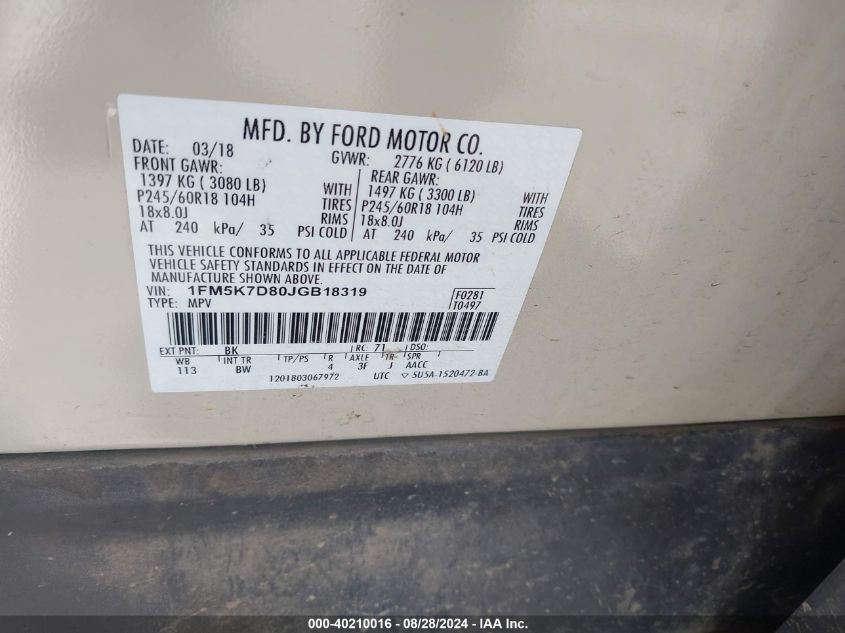 MFD. BY FORD MOTOR CO.
DATE: 03/18 GVWR: 2776 KG ( 6120 LB)
FRONT GAWR: REAR GAWR:
1397 KG ( 3080 LB) WITH 1497 KG ( 3300 LB) WITH
P245/60R18 104H TIRES P245/60R18 104H TIRES
18x8.0J RIMS 18x8.0J RIMS
AT 240 kPa/ 35 PSI COLD AT 240 kPa/ 35 PSI COLD
THIS VEHICLE CONFORMS TO ALL APPLICABLE FEDERAL MOTOR
VEHICLE SAFETY STANDARDS IN EFFECT ON THE DATE OF
MANUFACTURE SHOWN ABOVE.
VIN: 1FM5K7D80JGB18319 F0281
TYPE: MPV T0497
EXT PNT: BK RC: 71 DSO:
WB INT TR TP/PS R AXLE TR SPR
113 BW 4 3F J AACC
1201803067972 UTC ▽ 5U5A-1520472-BA
000-40210016 - 08/28/2024 - IAA Inc.